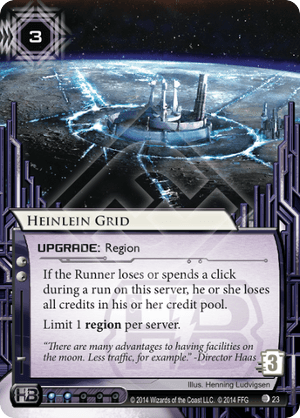 3
HEINLEIN GRID
UPGRADE: Region
If the Runner loses or spends a click
during a run on this server, he or she loses
all credits in his or her credit pool.
Limit 1 region per server.
"There are many advantages to having facilities on
the moon. Less traffic, for example." -Director Haas
3
Illus. Henning Ludvigsen
HB
© 2014 Wizards of the Coast LLC. © 2014 FFG
23